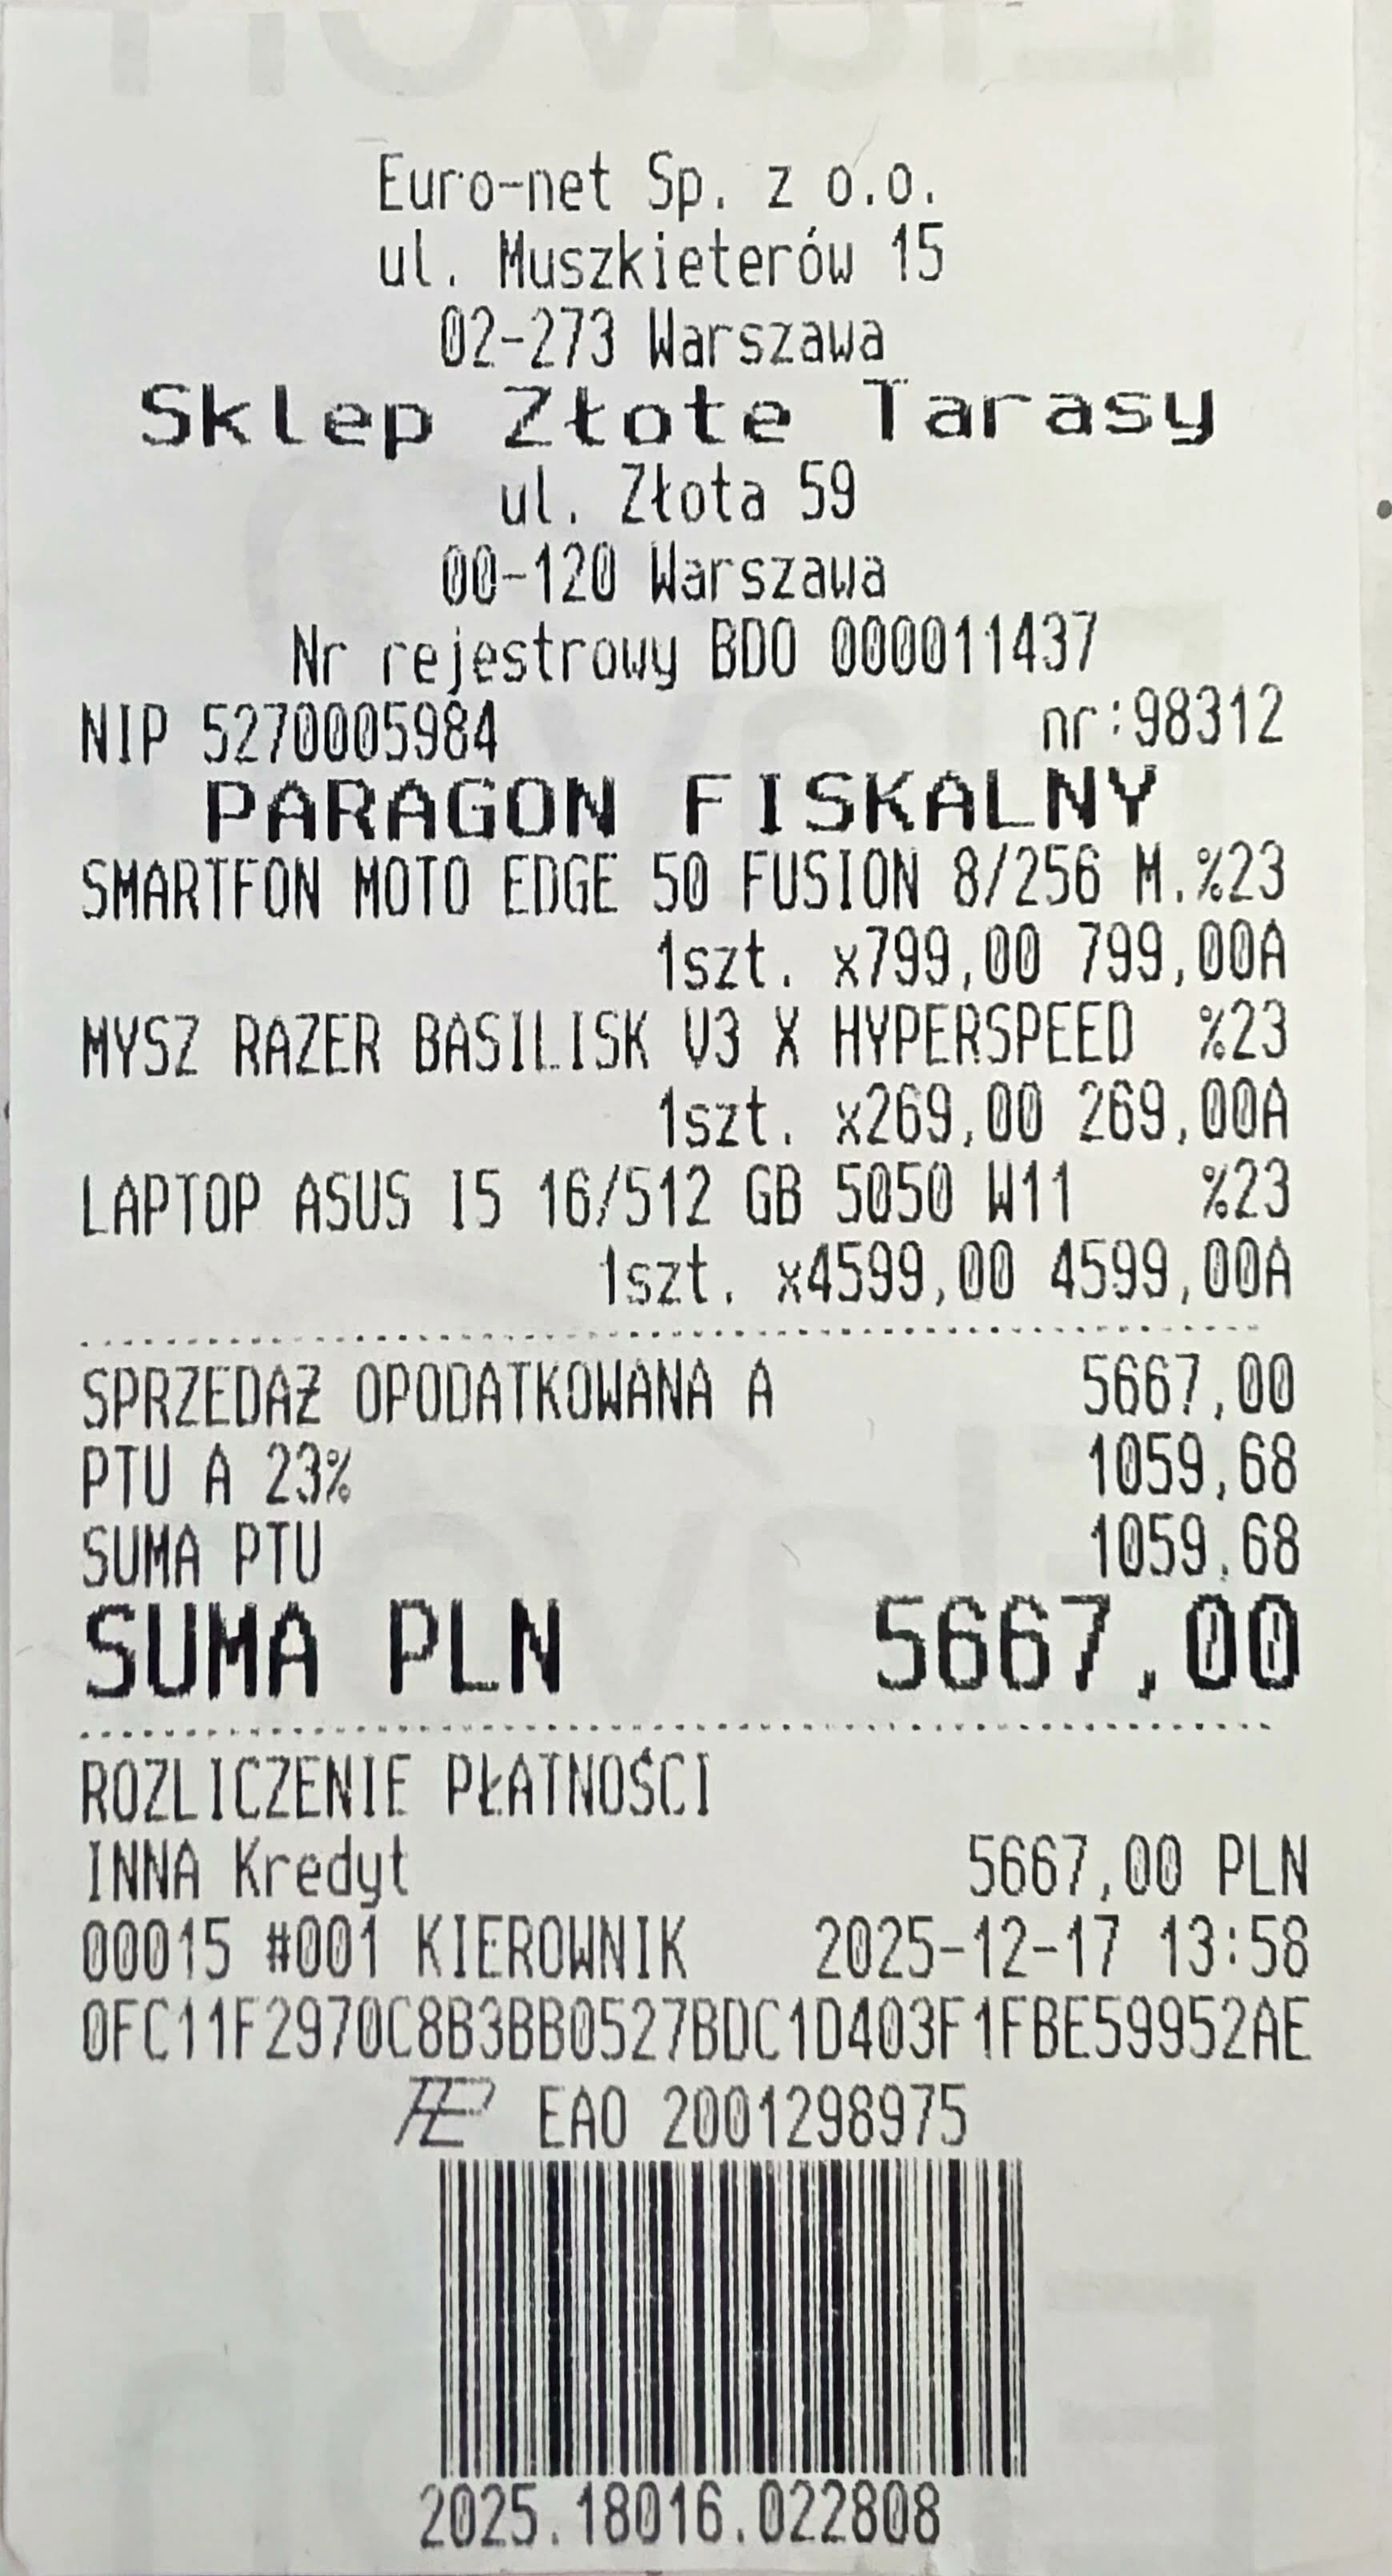 Euro-net Sp. z o.o.
ul. Muszkieterów 15
02-273 Warszawa
Sklep Złote Tarasy
ul. Złota 59
00-120 Warszawa
Nr rejestrowy BDO 000011437
NIP 5270005984 nr:98312
PARAGON FISKALNY
SMARTFON MOTO EDGE 50 FUSION 8/256 M.%23
1szt. x799,00 799,00A
MYSZ RAZER BASILISK V3 X HYPERSPEED %23
1szt. x269,00 269,00A
LAPTOP ASUS I5 16/512 GB 5050 W11 %23
1szt. x4599,00 4599,00A
SPRZEDAŻ OPODATKOWANA A 5667,00
PTU A 23% 1059,68
SUMA PTU 1059,68
SUMA PLN 5667,00
ROZLICZENIE PŁATNOŚCI
INNA Kredyt 5667,00 PLN
00015 #001 KIEROWNIK 2025-12-17 13:58
0FC11F2970C8B3BB0527BDC1D403F1FBE59952AE
EAO 2001298975
2025.18016.022808